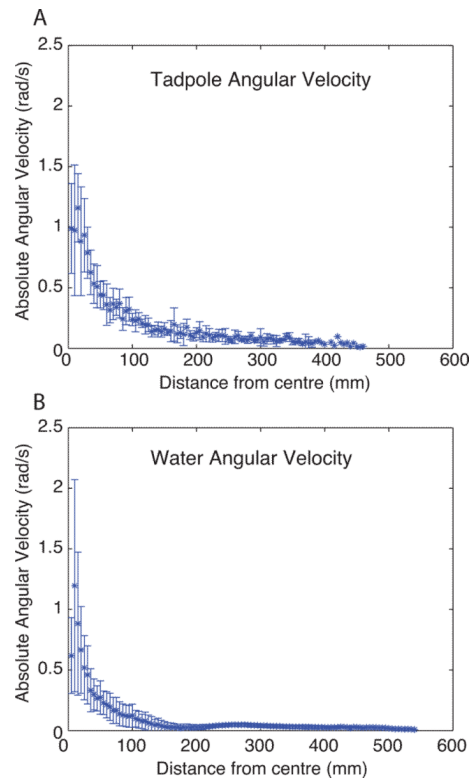 A
2.5
Tadpole Angular Velocity
2
1.5
1
0.5
0
Absolute Angular Velocity (rad/s)
0 100 200 300 400 500 600
Distance from centre (mm)
B
2.5
Water Angular Velocity
2
1.5
1
0.5
0
Absolute Angular Velocity (rad/s)
0 100 200 300 400 500 600
Distance from centre (mm)